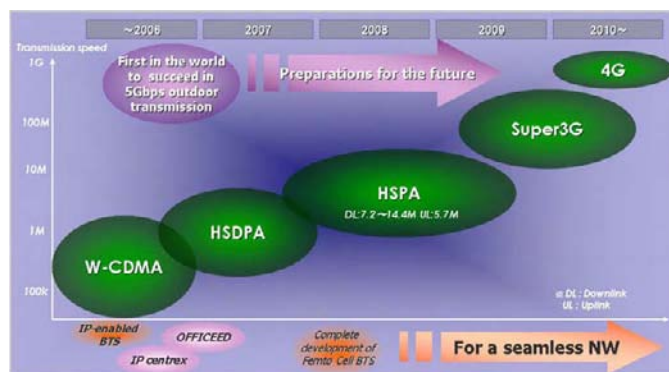 ~2006 2007 2008 2009 2010~
Transmission speed
1G
100M
10M
1M
100k
First in the world
to succeed in
5Gbps outdoor
transmission
Preparations for the future
4G
Super3G
HSPA
DL:7.2~14.4M UL:5.7M
HSDPA
W-CDMA
※ DL : Downlink
UL : Uplink
IP-enabled
BTS
OFFICEED
IP centrex
Complete
development of
Femto Cell BTS
For a seamless NW